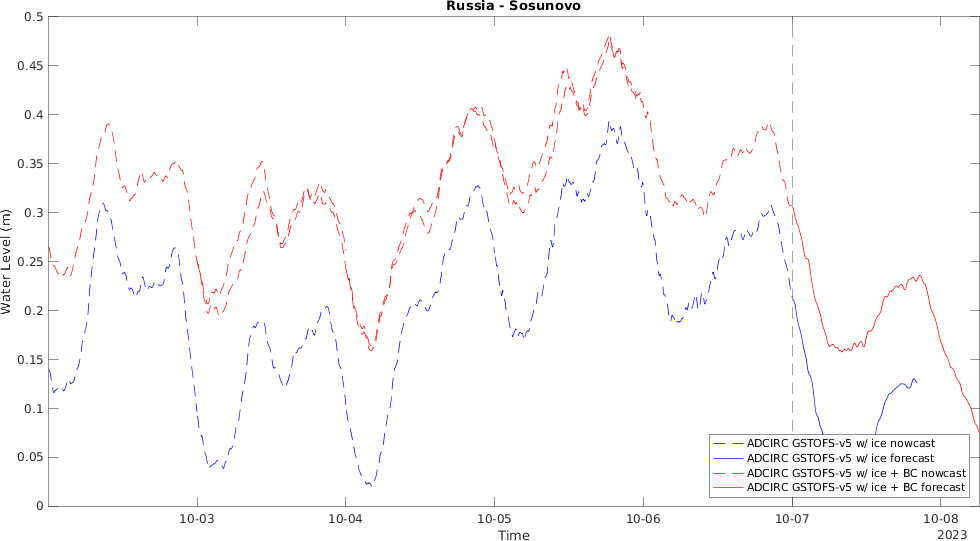 Russia - Sosunovo
Water Level (m)
0.5
0.45
0.4
0.35
0.3
0.25
0.2
0.15
0.1
0.05
0
10-03 10-04 10-05 10-06 10-07 10-08
Time
2023
ADCIRC GSTOFS-v5 w/ ice nowcast
ADCIRC GSTOFS-v5 w/ ice forecast
ADCIRC GSTOFS-v5 w/ ice + BC nowcast
ADCIRC GSTOFS-v5 w/ ice + BC forecast